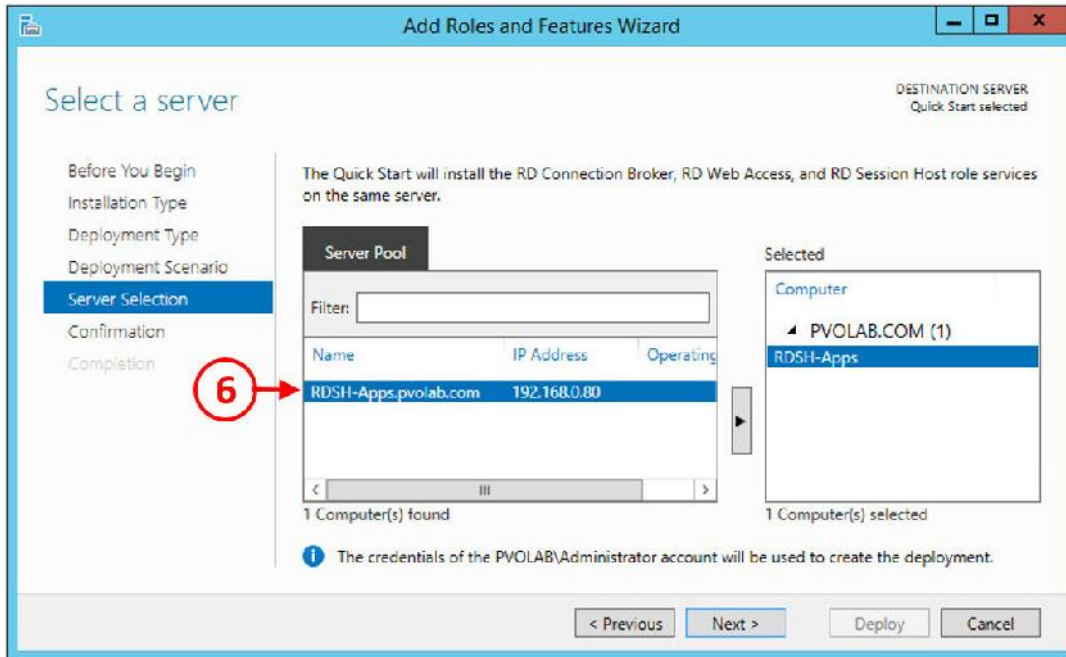 Add Roles and Features Wizard
Select a server
DESTINATION SERVER
Quick Start selected
Before You Begin
Installation Type
Deployment Type
Deployment Scenario
Server Selection
Confirmation
Completion
The Quick Start will install the RD Connection Broker, RD Web Access, and RD Session Host role services
on the same server.
Server Pool
Filter:
Name IP Address Operating
RDSH-Apps.pvolab.com 192.168.0.80
6
1 Computer(s) found
Selected
Computer
PVOLAB.COM (1)
RDSH-Apps
1 Computer(s) selected
The credentials of the PVOLAB\Administrator account will be used to create the deployment.
< Previous
Next >
Deploy
Cancel